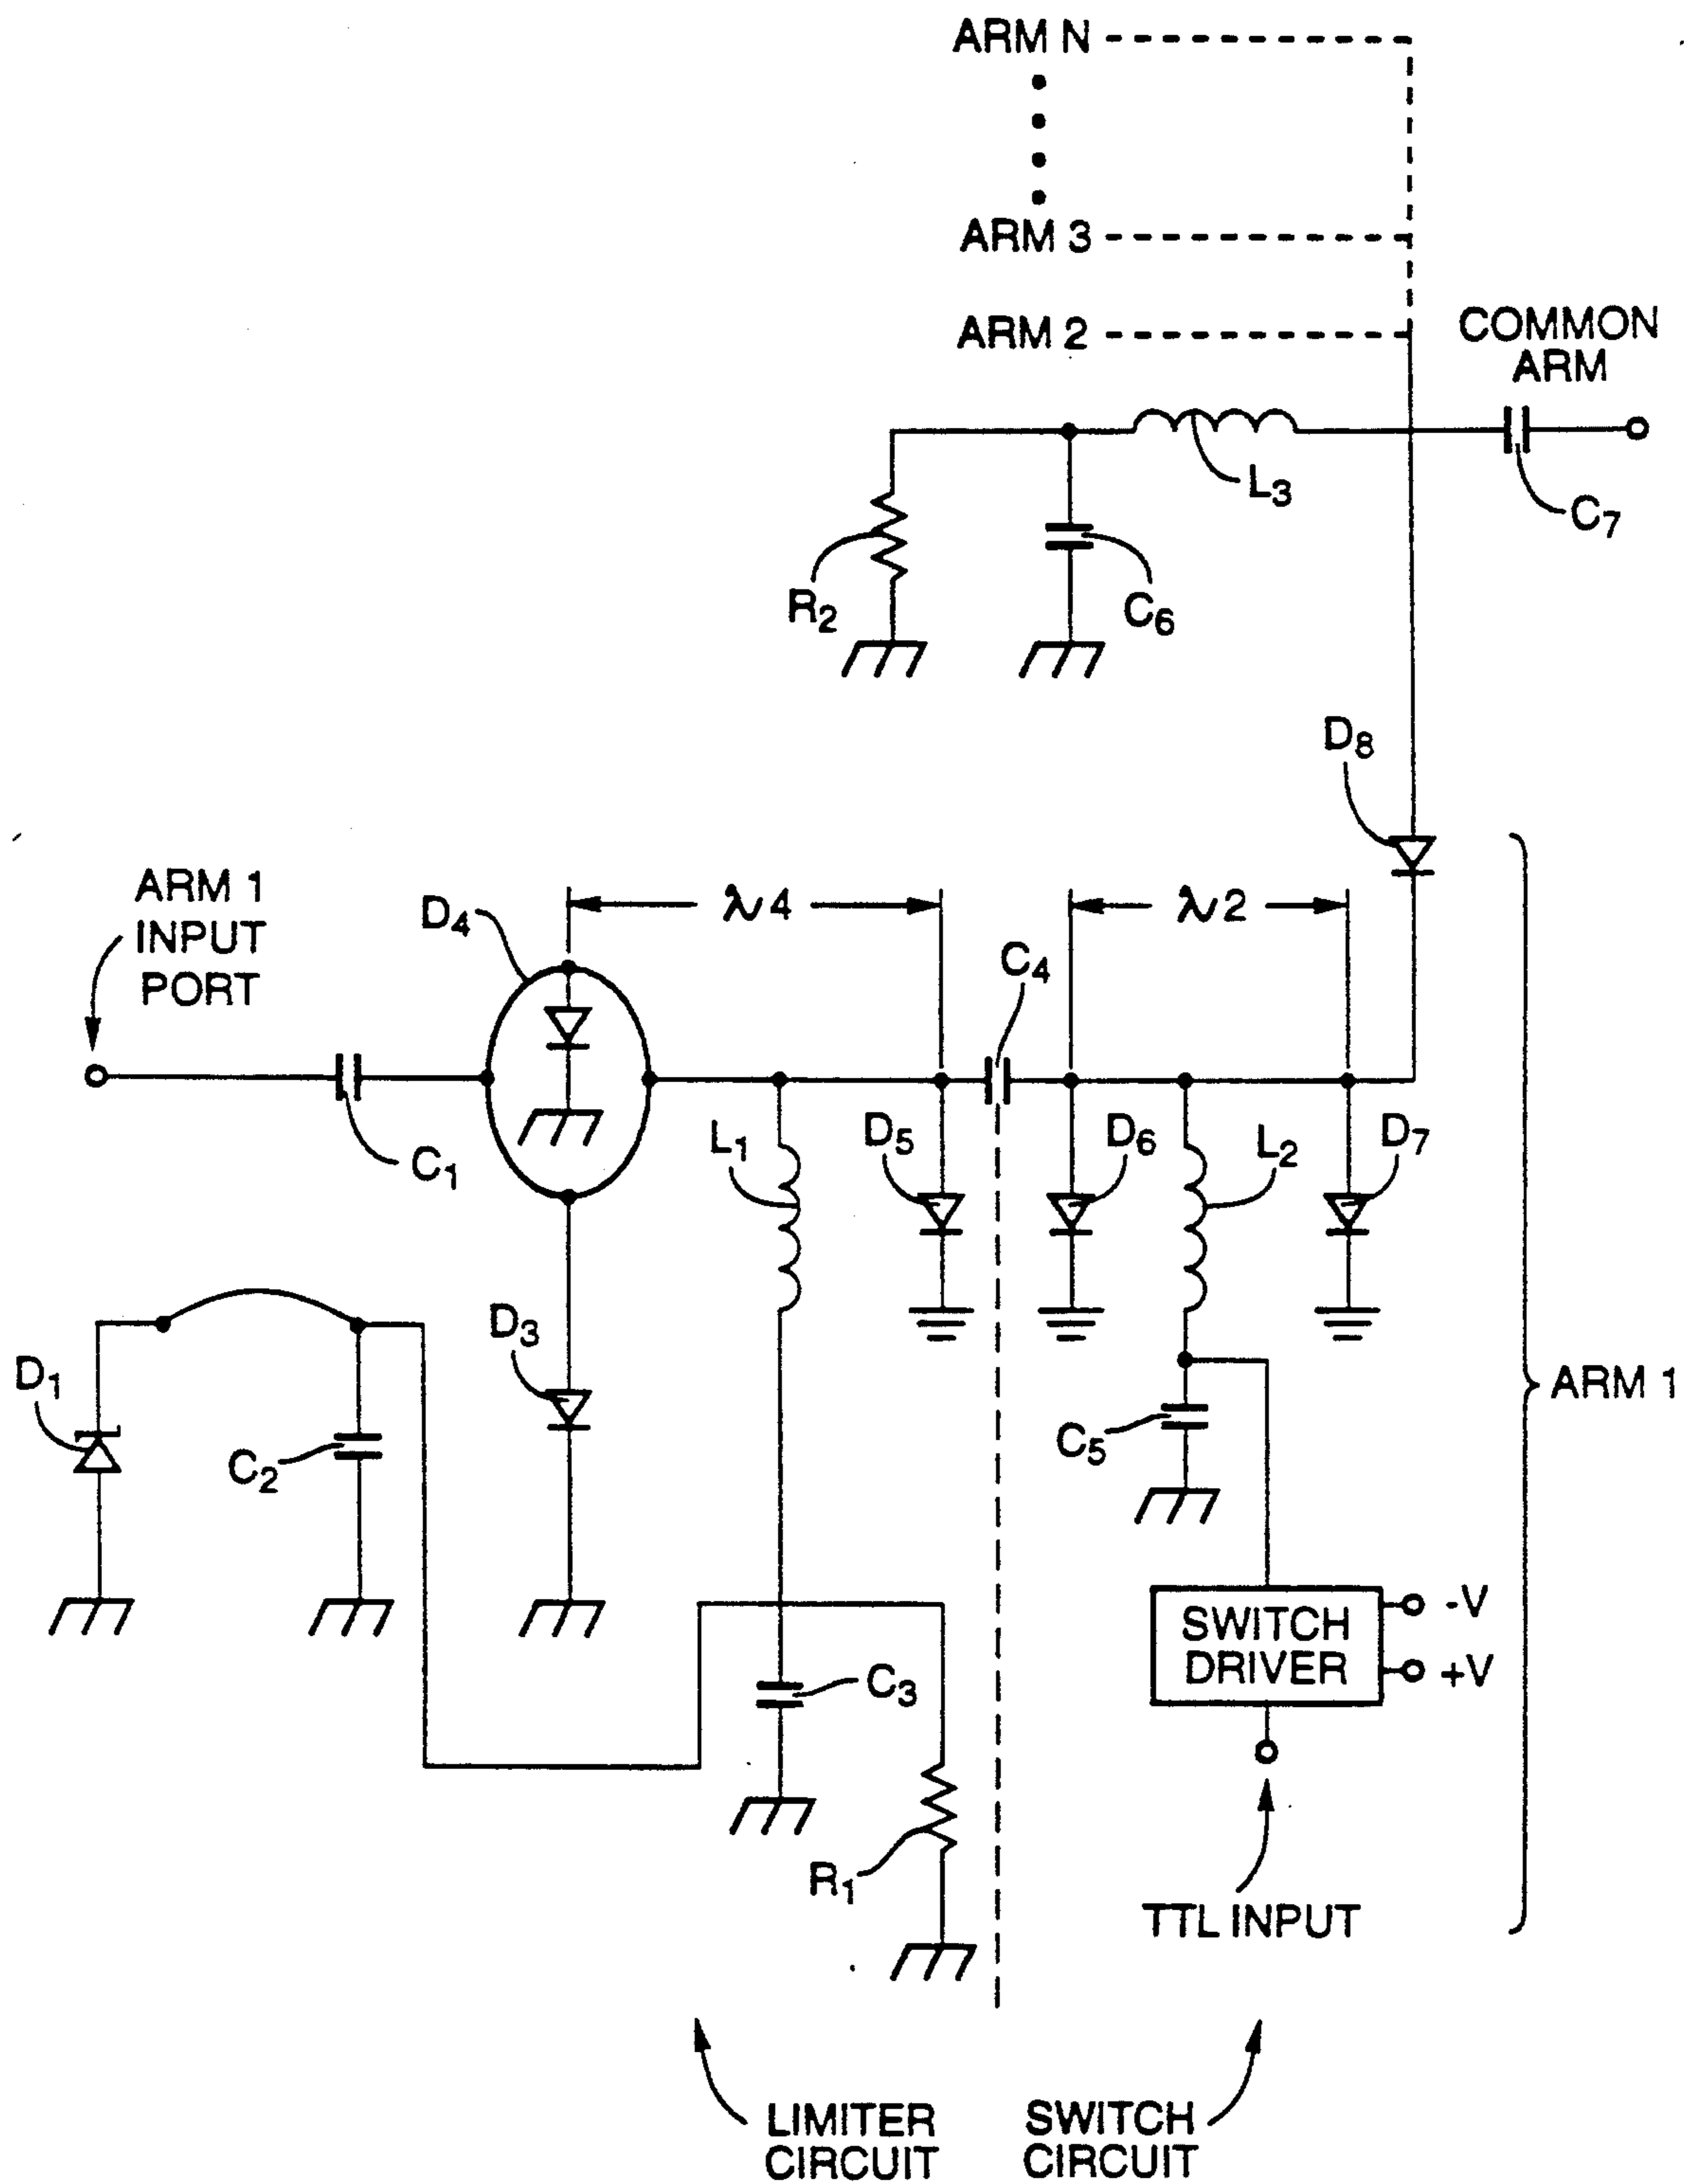 ARM N
ARM 3
ARM 2
COMMON
ARM
L3
C7
R2
C6
D8
ARM 1
INPUT
PORT
D4
λ/4
C4
λ/2
C1
L1
D5
D6
L2
D7
D1
C2
D3
C5
ARM 1
SWITCH
DRIVER
-V
+V
C3
R1
TTL INPUT
LIMITER
CIRCUIT
SWITCH
CIRCUIT